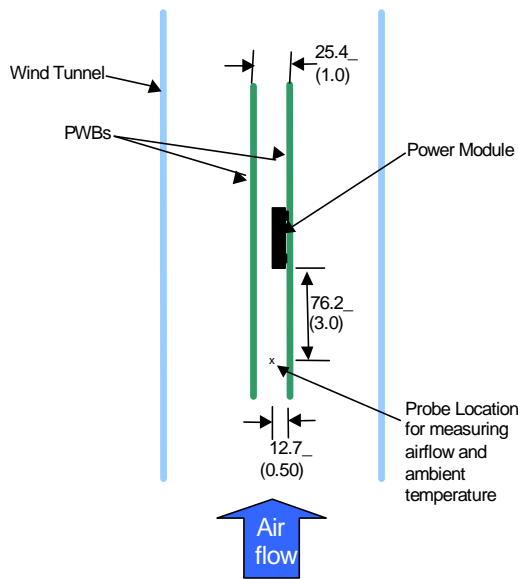 25.4_
(1.0)
Wind Tunnel
PWBs
Power Module
76.2_
(3.0)
x
Probe Location
for measuring
airflow and
ambient
temperature
12.7_
(0.50)
Air
flow